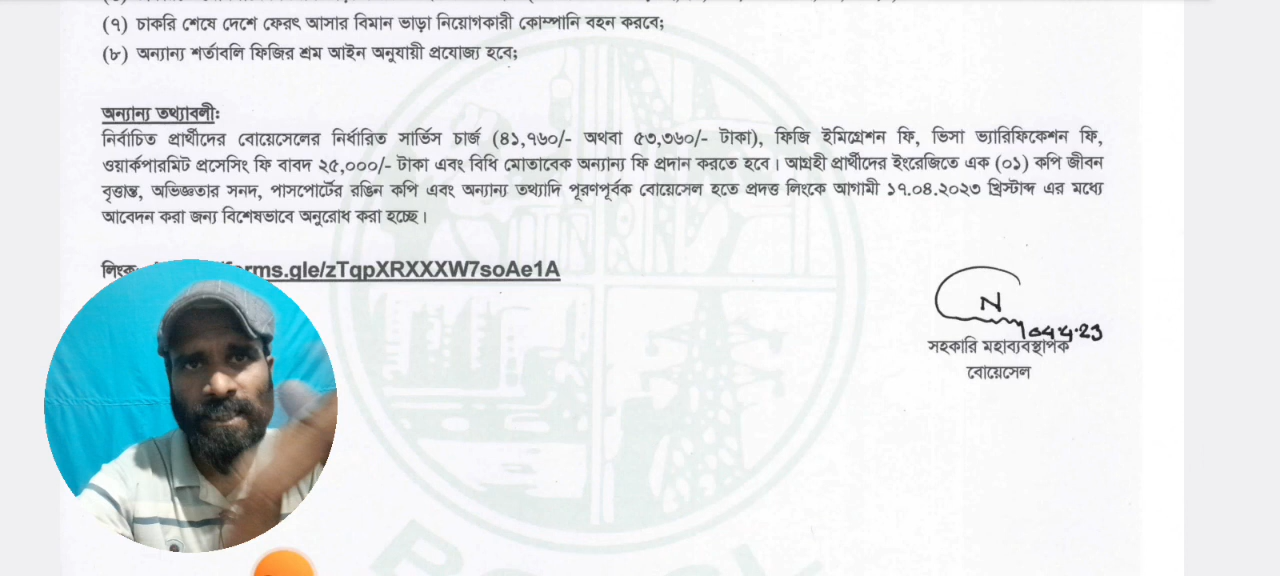 (৭) চাকরি শেষে দেশে ফেরৎ আসার বিমান ভাড়া নিয়োগকারী কোম্পানি বহন করবে;
(৮) অন্যান্য শর্তাবলি ফিজির শ্রম আইন অনুযায়ী প্রযোজ্য হবে;
অন্যান্য তথ্যাবলী:
নির্বাচিত প্রার্থীদের বোয়েসেলের নির্ধারিত সার্ভিস চার্জ (৪১,৭৬০/- অথবা ৫৩,৩৬০/- টাকা), ফিজি ইমিগ্রেশন ফি, ভিসা ভ্যারিফিকেশন ফি,
ওয়ার্কপারমিট প্রসেসিং ফি বাবদ ২৫,০০০/- টাকা এবং বিধি মোতাবেক অন্যান্য ফি প্রদান করতে হবে। আগ্রহী প্রার্থীদের ইংরেজিতে এক (০১) কপি জীবন
বৃত্তান্ত, অভিজ্ঞতার সনদ, পাসপোর্টের রঙিন কপি এবং অন্যান্য তথ্যাদি পূরণপূর্বক বোয়েসেল হতে প্রদত্ত লিংকে আগামী ১৭.০৪.২০২৩ খ্রিস্টাব্দ এর মধ্যে
আবেদন করা জন্য বিশেষভাবে অনুরোধ করা হচ্ছে।
rms.gle/zTqpXRXXXW7soAe1A
সহকারি মহাব্যবস্থাপক
বোয়েসেল